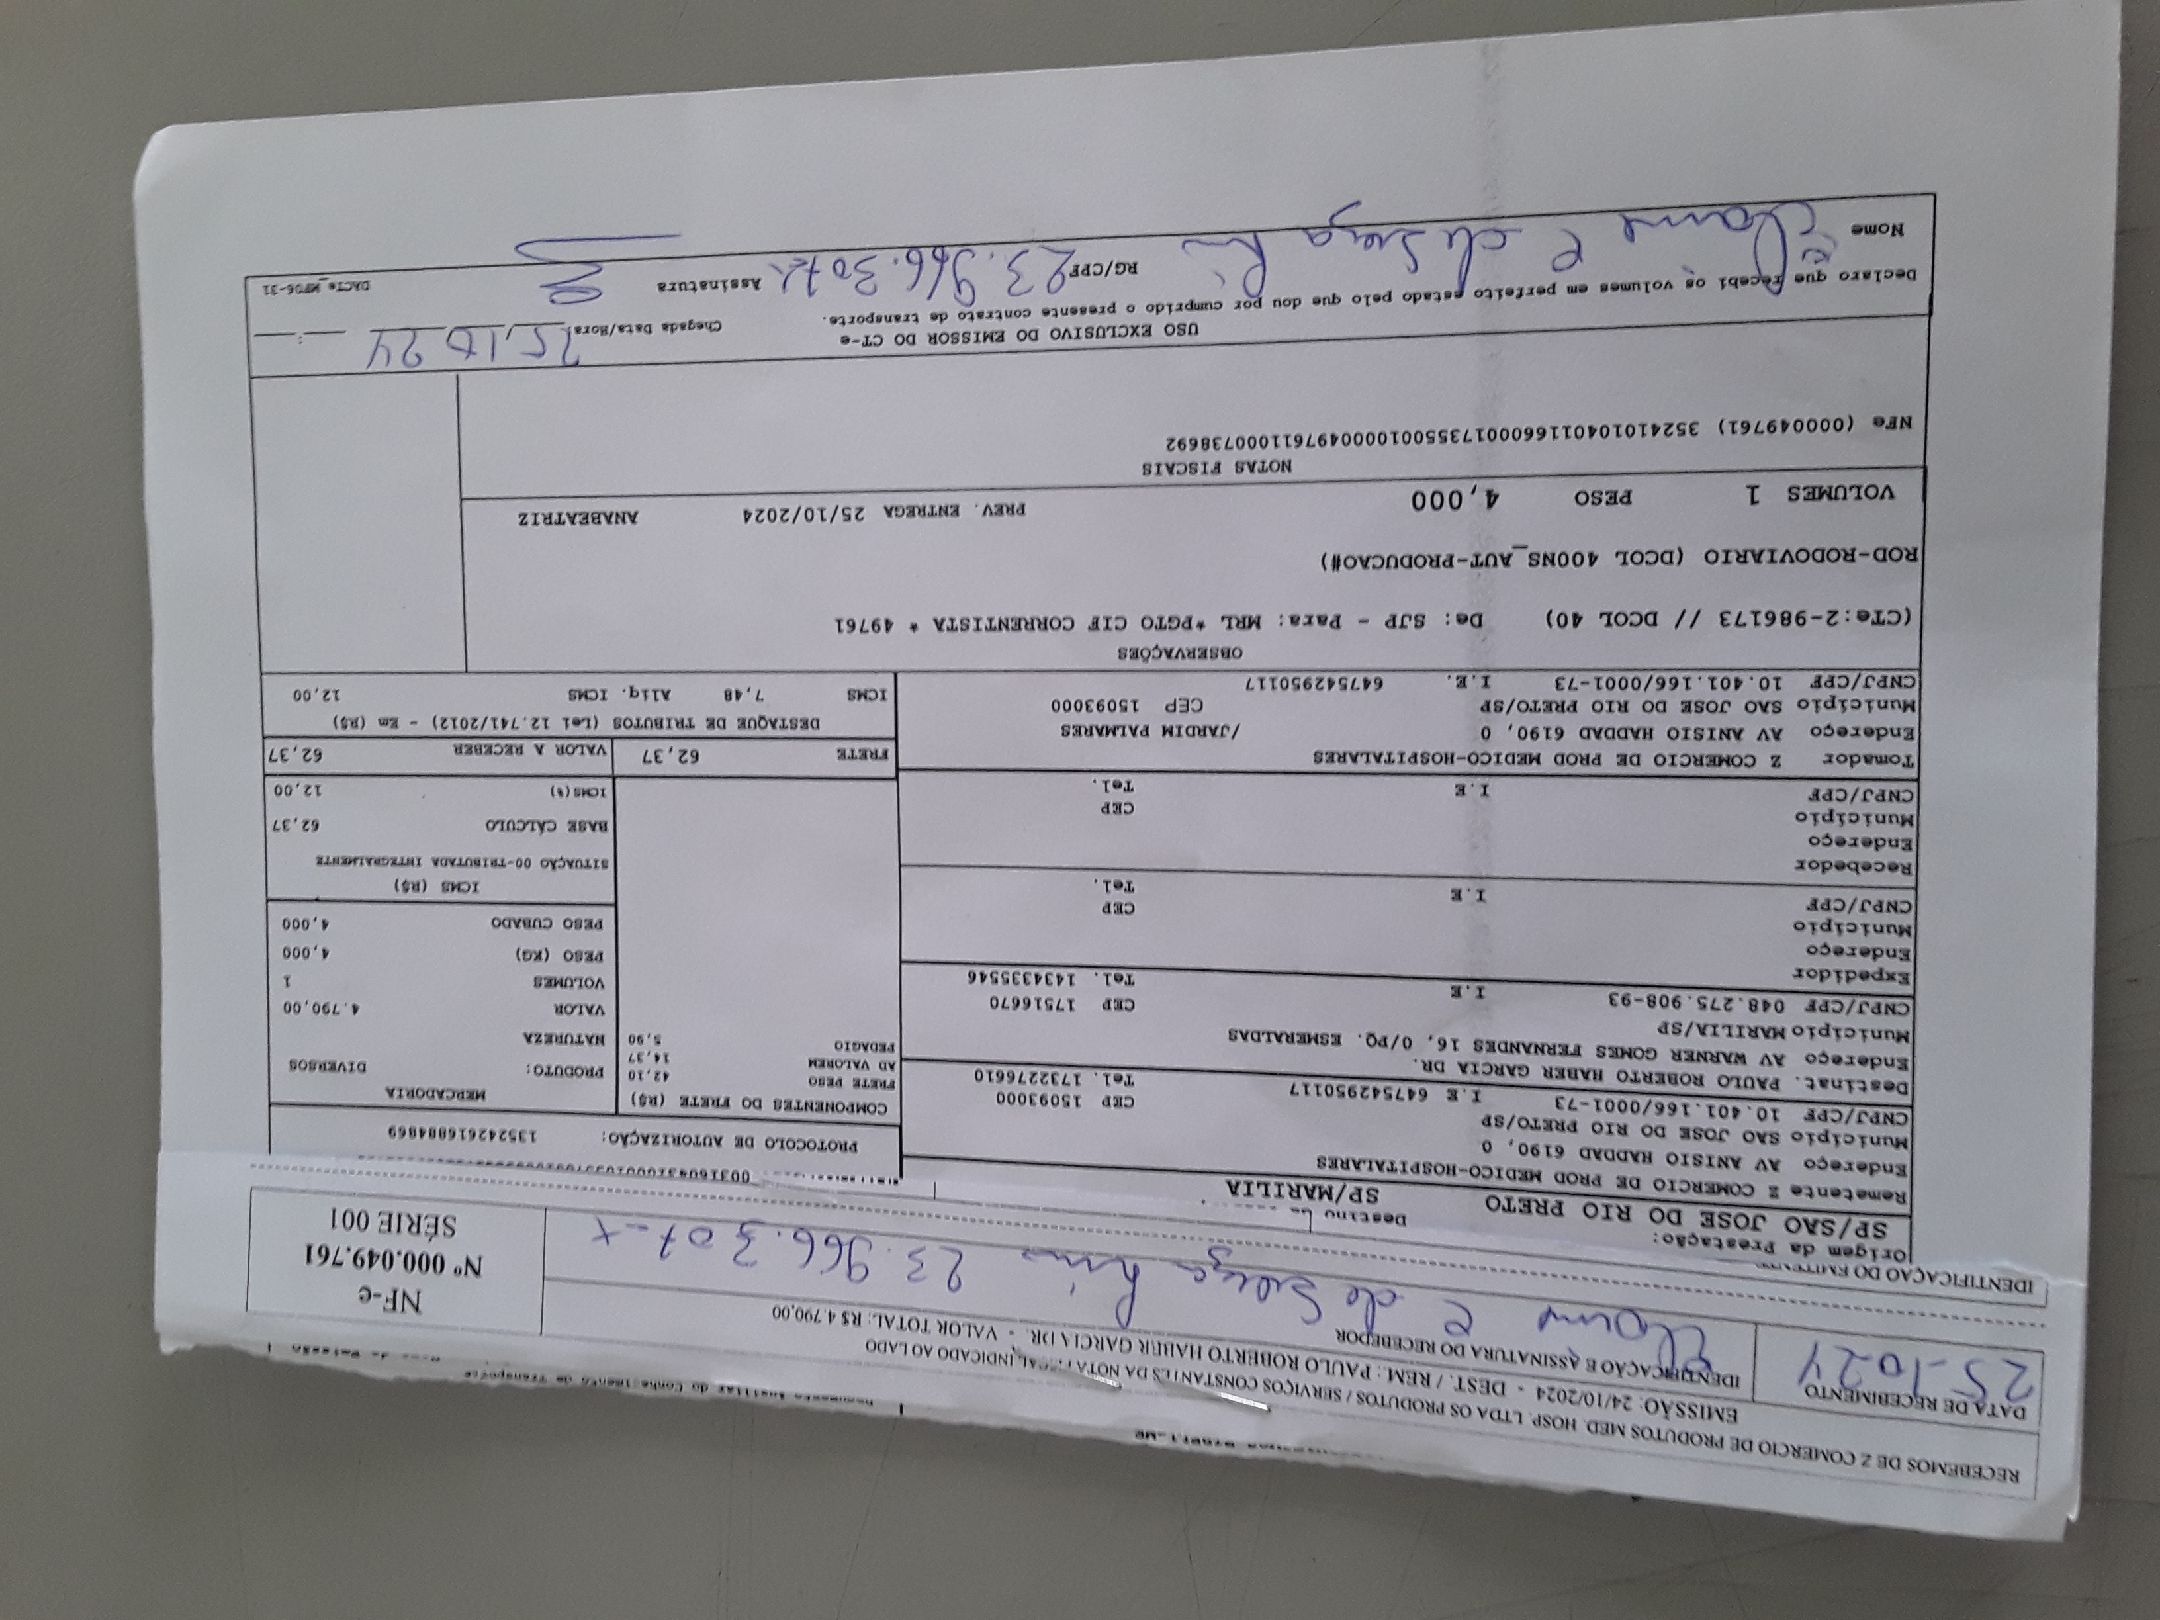 RECEBEMOS DE Z COMERCIO DE PRODUTOS MED. HOSP. LTDA OS PRODUTOS / SERVIÇOS CONSTANTES DA NOTA FISCAL INDICADO AO LADO
EMISSÃO: 24/10/2024 - DEST. / REM.: PAULO ROBERTO HABER GARCIA DR. - VALOR TOTAL: R$ 4.790,00
DATA DE RECEBIMENTO
25-10-24
IDENTIFICAÇÃO E ASSINATURA DO RECEBEDOR
de Souza 23.966.307-x
NF-e
Nº 000.049.761
SÉRIE 001
IDENTIFICAÇÃO DO EMITENTE
Origem da Prestação:
SP/SAO JOSE DO RIO PRETO
Destino
SP/MARILIA
Remetente Z COMERCIO DE PROD MEDICO-HOSPITALARES
Endereço AV ANISIO HADDAD 6190, 0
Município SAO JOSE DO RIO PRETO/SP CEP 15093000
CNPJ/CPF 10.401.166/0001-73 I.E 647542950117 Tel. 1732276610
Destinat. PAULO ROBERTO HABER GARCIA DR.
Endereço AV WARNER GOMES FERNANDES 16, 0/PQ. ESMERALDAS
Município MARILIA/SP CEP 17516670
CNPJ/CPF 048.275.908-93 I.E Tel. 1434335546
Expedidor
Endereço
Município CEP
CNPJ/CPF I.E Tel.
Recebedor
Endereço
Município CEP
CNPJ/CPF I.E Tel.
Tomador Z COMERCIO DE PROD MEDICO-HOSPITALARES
Endereço AV ANISIO HADDAD 6190, 0 /JARDIM PALMARES
Município SAO JOSE DO RIO PRETO/SP CEP 15093000
CNPJ/CPF 10.401.166/0001-73 I.E. 647542950117
PROTOCOLO DE AUTORIZAÇÃO: 135242616884869
COMPONENTES DO FRETE (R$)
FRETE PESO 42,10
AD VALOREM 14,37
PEDAGIO 5,90
MERCADORIA
PRODUTO: DIVERSOS
NATUREZA
VALOR 4.790,00
VOLUMES 1
PESO (KG) 4,000
PESO CUBADO 4,000
ICMS (R$)
SITUAÇÃO 00-TRIBUTADA INTEGRALMENTE
BASE CÁLCULO 62,37
ICMS(%) 12,00
FRETE 62,37 VALOR A RECEBER 62,37
DESTAQUE DE TRIBUTOS (Lei 12.741/2012) - Em (R$)
ICMS 7,48 Aliq. ICMS 12,00
OBSERVAÇÕES
(CTe:2-986173 // DCOL 40) De: SJP - Para: MRL *PGTO CIF CORRENTISTA * 49761
ROD-RODOVIARIO (DCOL 400NS_AUT-PRODUCAO#)
VOLUMES 1 PESO 4,000 PREV. ENTREGA 25/10/2024 ANABEATRIZ
NOTAS FISCAIS
NFe (000049761) 35241010401166000173550010000497611000738692
USO EXCLUSIVO DO EMISSOR DO CT-e
Declaro que recebi os volumes em perfeito estado pelo que dou por cumprido o presente contrato de transporte.
Chegada Data/Hora 25.10.24
Nome de Souza RG/CPF 23.966.307-x Assinatura
DACTe_MP06-31